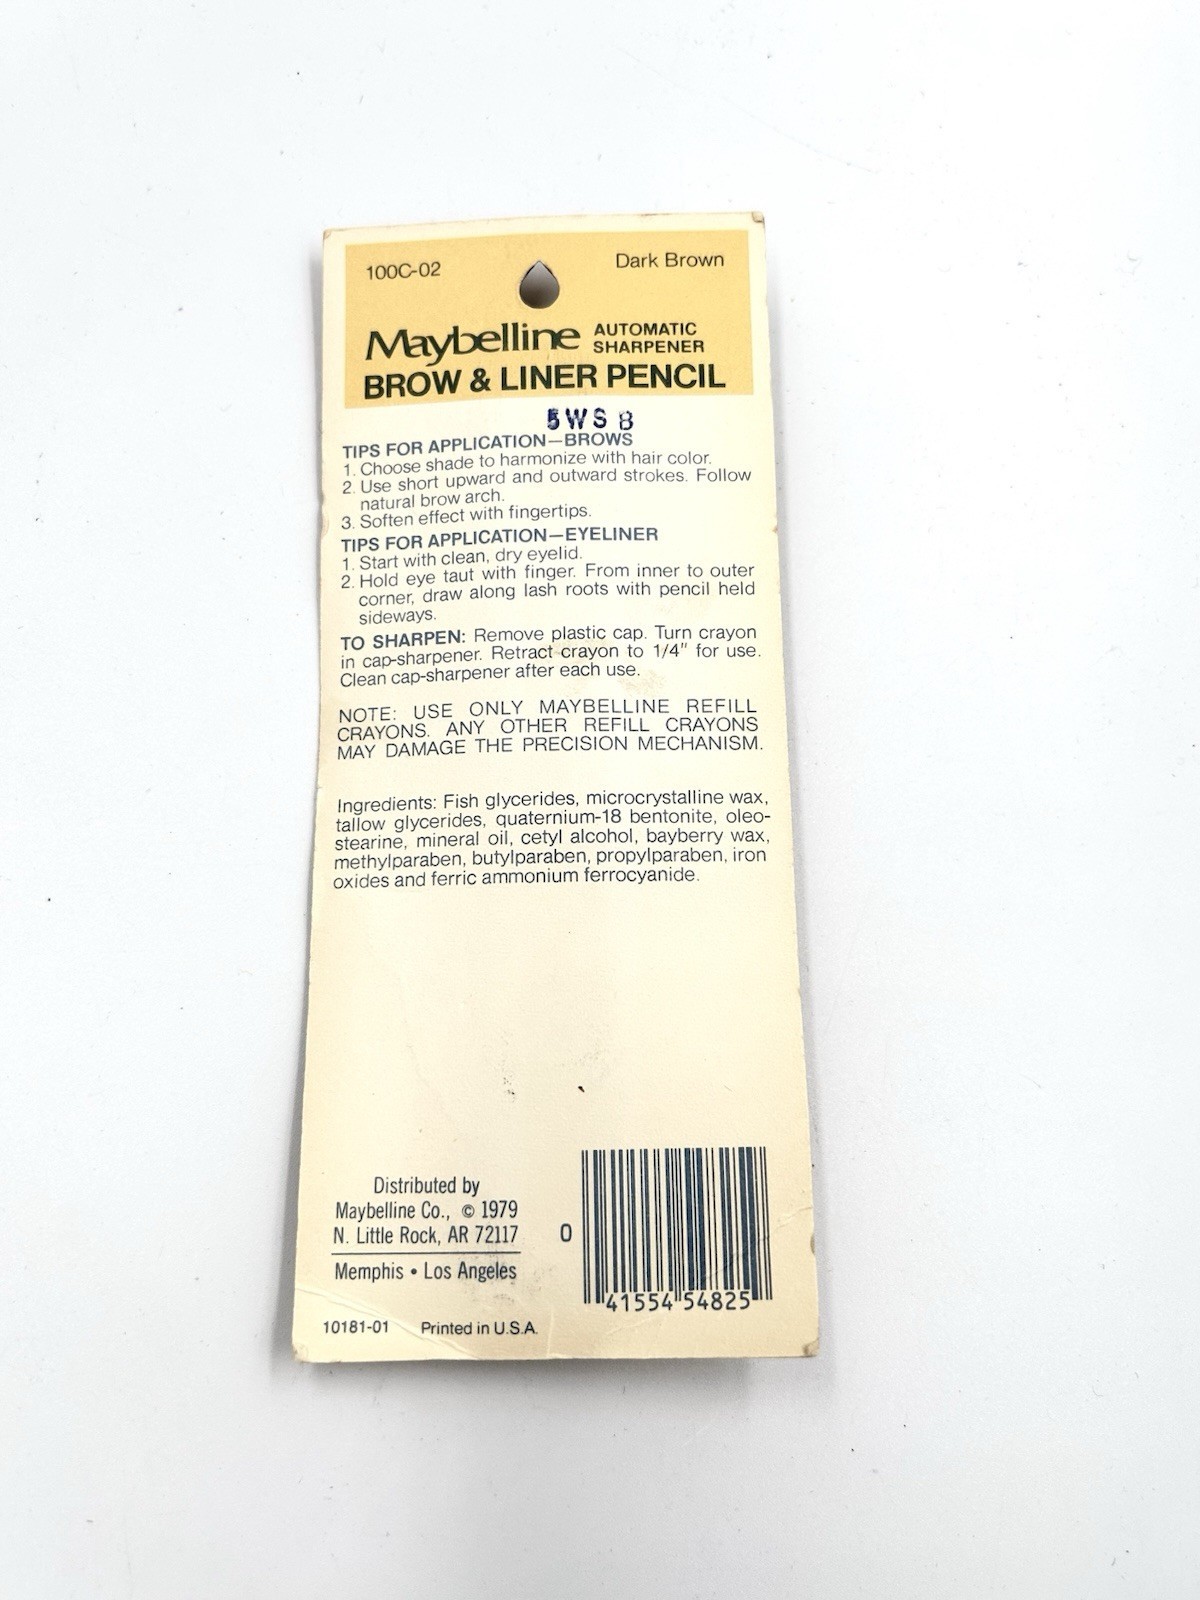 100C-02
Dark Brown
Maybelline AUTOMATIC SHARPENER
BROW & LINER PENCIL
5WS 8
TIPS FOR APPLICATION—BROWS
1. Choose shade to harmonize with hair color.
2. Use short upward and outward strokes. Follow
natural brow arch.
3. Soften effect with fingertips.
TIPS FOR APPLICATION—EYELINER
1. Start with clean, dry eyelid.
2. Hold eye taut with finger. From inner to outer
corner, draw along lash roots with pencil held
sideways.
TO SHARPEN: Remove plastic cap. Turn crayon
in cap-sharpener. Retract crayon to 1/4" for use.
Clean cap-sharpener after each use.
NOTE: USE ONLY MAYBELLINE REFILL
CRAYONS. ANY OTHER REFILL CRAYONS
MAY DAMAGE THE PRECISION MECHANISM.
Ingredients: Fish glycerides, microcrystalline wax,
tallow glycerides, quaternium-18 bentonite, oleo-
stearine, mineral oil, cetyl alcohol, bayberry wax,
methylparaben, butylparaben, propylparaben, iron
oxides and ferric ammonium ferrocyanide.
Distributed by
Maybelline Co., © 1979
N. Little Rock, AR 72117
Memphis • Los Angeles
0 41554 54825
10181-01 Printed in U.S.A.